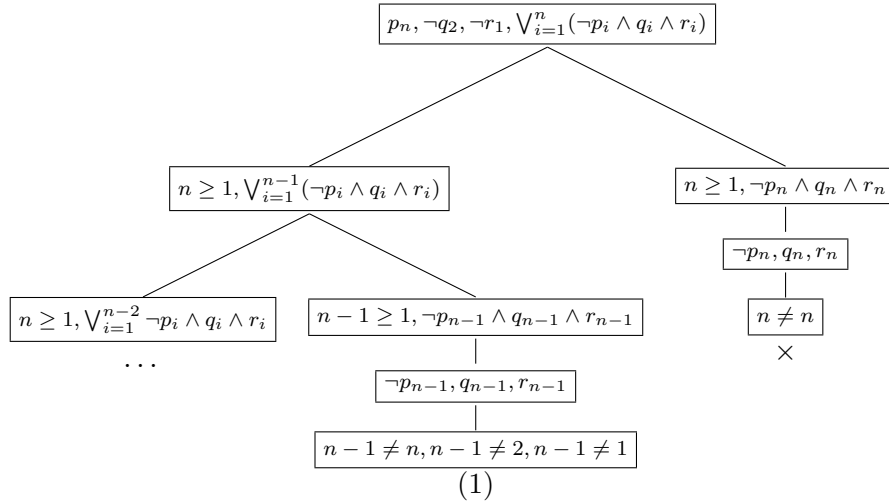 p_n, ¬q_2, ¬r_1, ⋁_{i=1}^{n}(¬p_i ∧ q_i ∧ r_i)
n ≥ 1, ⋁_{i=1}^{n-1}(¬p_i ∧ q_i ∧ r_i)
n ≥ 1, ¬p_n ∧ q_n ∧ r_n
¬p_n, q_n, r_n
n ≥ 1, ⋁_{i=1}^{n-2} ¬p_i ∧ q_i ∧ r_i
n − 1 ≥ 1, ¬p_{n-1} ∧ q_{n-1} ∧ r_{n-1}
n ≠ n
...
×
¬p_{n-1}, q_{n-1}, r_{n-1}
n − 1 ≠ n, n − 1 ≠ 2, n − 1 ≠ 1
(1)